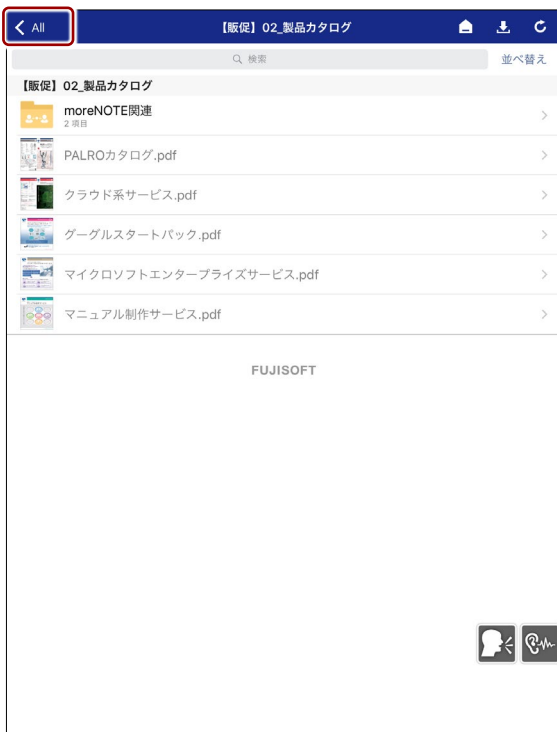 All
【販促】02_製品カタログ
検索
並べ替え
【販促】02_製品カタログ
moreNOTE関連
2 項目
PALROカタログ.pdf
クラウド系サービス.pdf
グーグルスタートパック.pdf
マイクロソフトエンタープライズサービス.pdf
マニュアル制作サービス.pdf
FUJISOFT